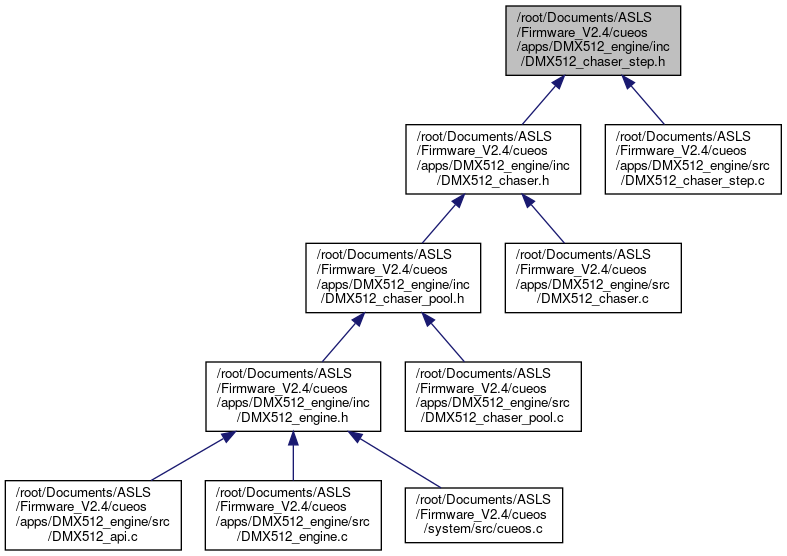 /root/Documents/ASLS
/Firmware_V2.4/cueos
/apps/DMX512_engine/inc
/DMX512_chaser_step.h
/root/Documents/ASLS
/Firmware_V2.4/cueos
/apps/DMX512_engine/inc
/DMX512_chaser.h
/root/Documents/ASLS
/Firmware_V2.4/cueos
/apps/DMX512_engine/src
/DMX512_chaser_step.c
/root/Documents/ASLS
/Firmware_V2.4/cueos
/apps/DMX512_engine/inc
/DMX512_chaser_pool.h
/root/Documents/ASLS
/Firmware_V2.4/cueos
/apps/DMX512_engine/src
/DMX512_chaser.c
/root/Documents/ASLS
/Firmware_V2.4/cueos
/apps/DMX512_engine/inc
/DMX512_engine.h
/root/Documents/ASLS
/Firmware_V2.4/cueos
/apps/DMX512_engine/src
/DMX512_chaser_pool.c
/root/Documents/ASLS
/Firmware_V2.4/cueos
/apps/DMX512_engine/src
/DMX512_api.c
/root/Documents/ASLS
/Firmware_V2.4/cueos
/apps/DMX512_engine/src
/DMX512_engine.c
/root/Documents/ASLS
/Firmware_V2.4/cueos
/system/src/cueos.c